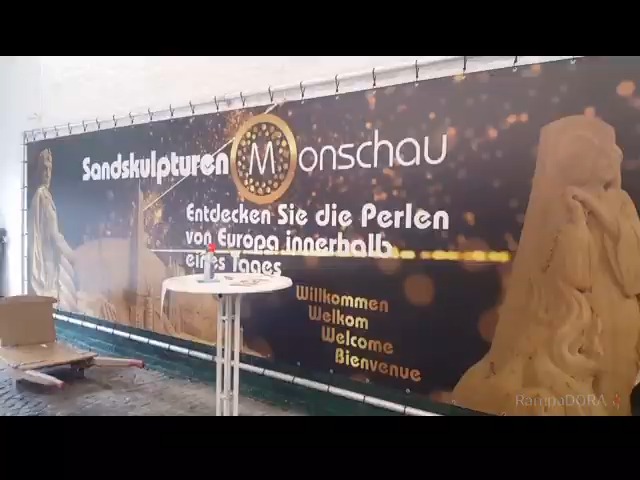 Sandskulpturen Monschau
Entdecken Sie die Perlen
von Europa innerhalb
eines Tages
Willkommen
Welkom
Welcome
Bienvenue
RampaDORA